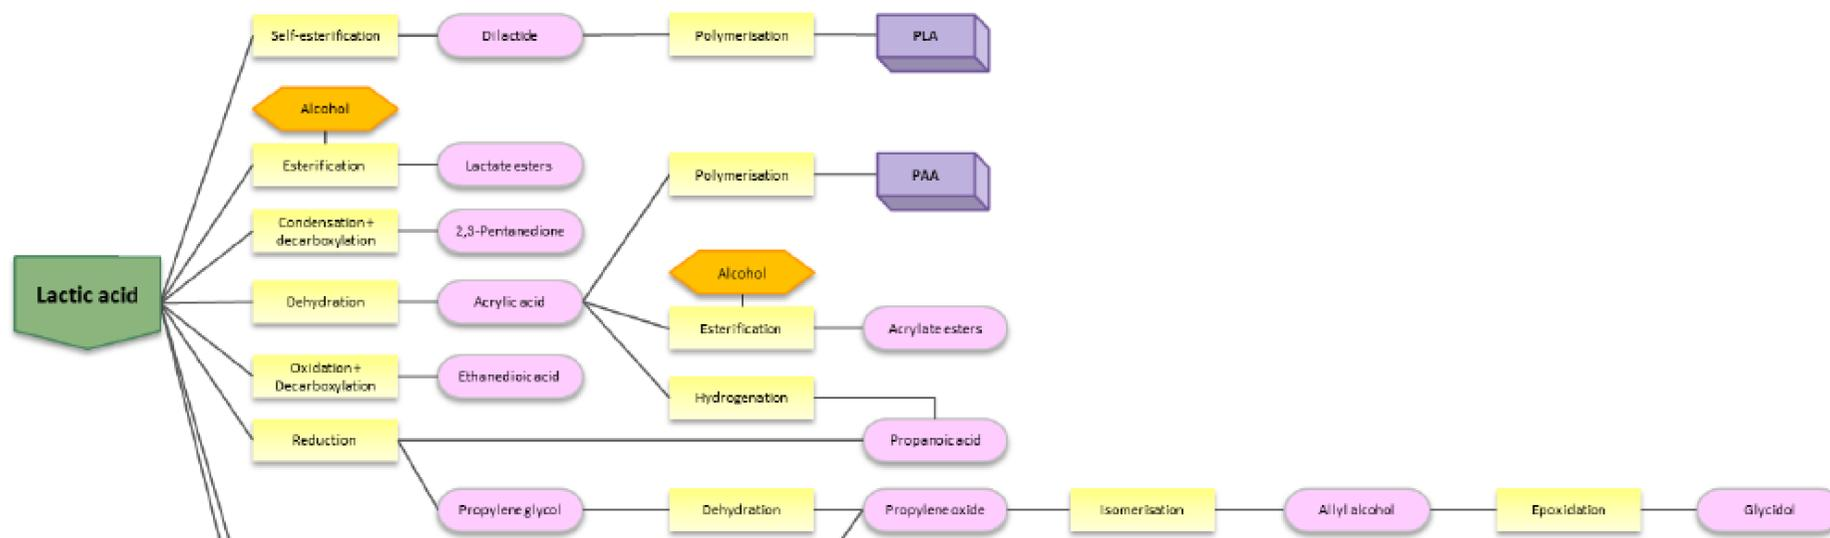 Self-esterification
Dilactide
Polymerisation
PLA
Alcohol
Esterification
Lactate esters
Polymerisation
PAA
Condensation+
decarboxylation
2,3-Pentanedione
Alcohol
Lactic acid
Dehydration
Acrylic acid
Esterification
Acrylate esters
Oxidation+
Decarboxylation
Ethanedioic acid
Hydrogenation
Reduction
Propanoic acid
Propylene glycol
Dehydration
Propylene oxide
Isomerisation
Allyl alcohol
Epoxidation
Glycidol